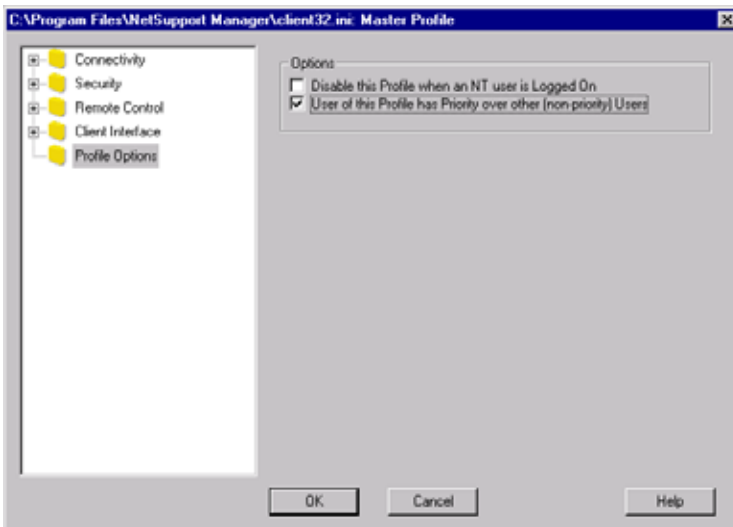 C:\Program Files\NetSupport Manager\client32.ini: Master Profile
Connectivity
Security
Remote Control
Client Interface
Profile Options
Options
Disable this Profile when an NT user is Logged On
User of this Profile has Priority over other (non-priority) Users
OK
Cancel
Help